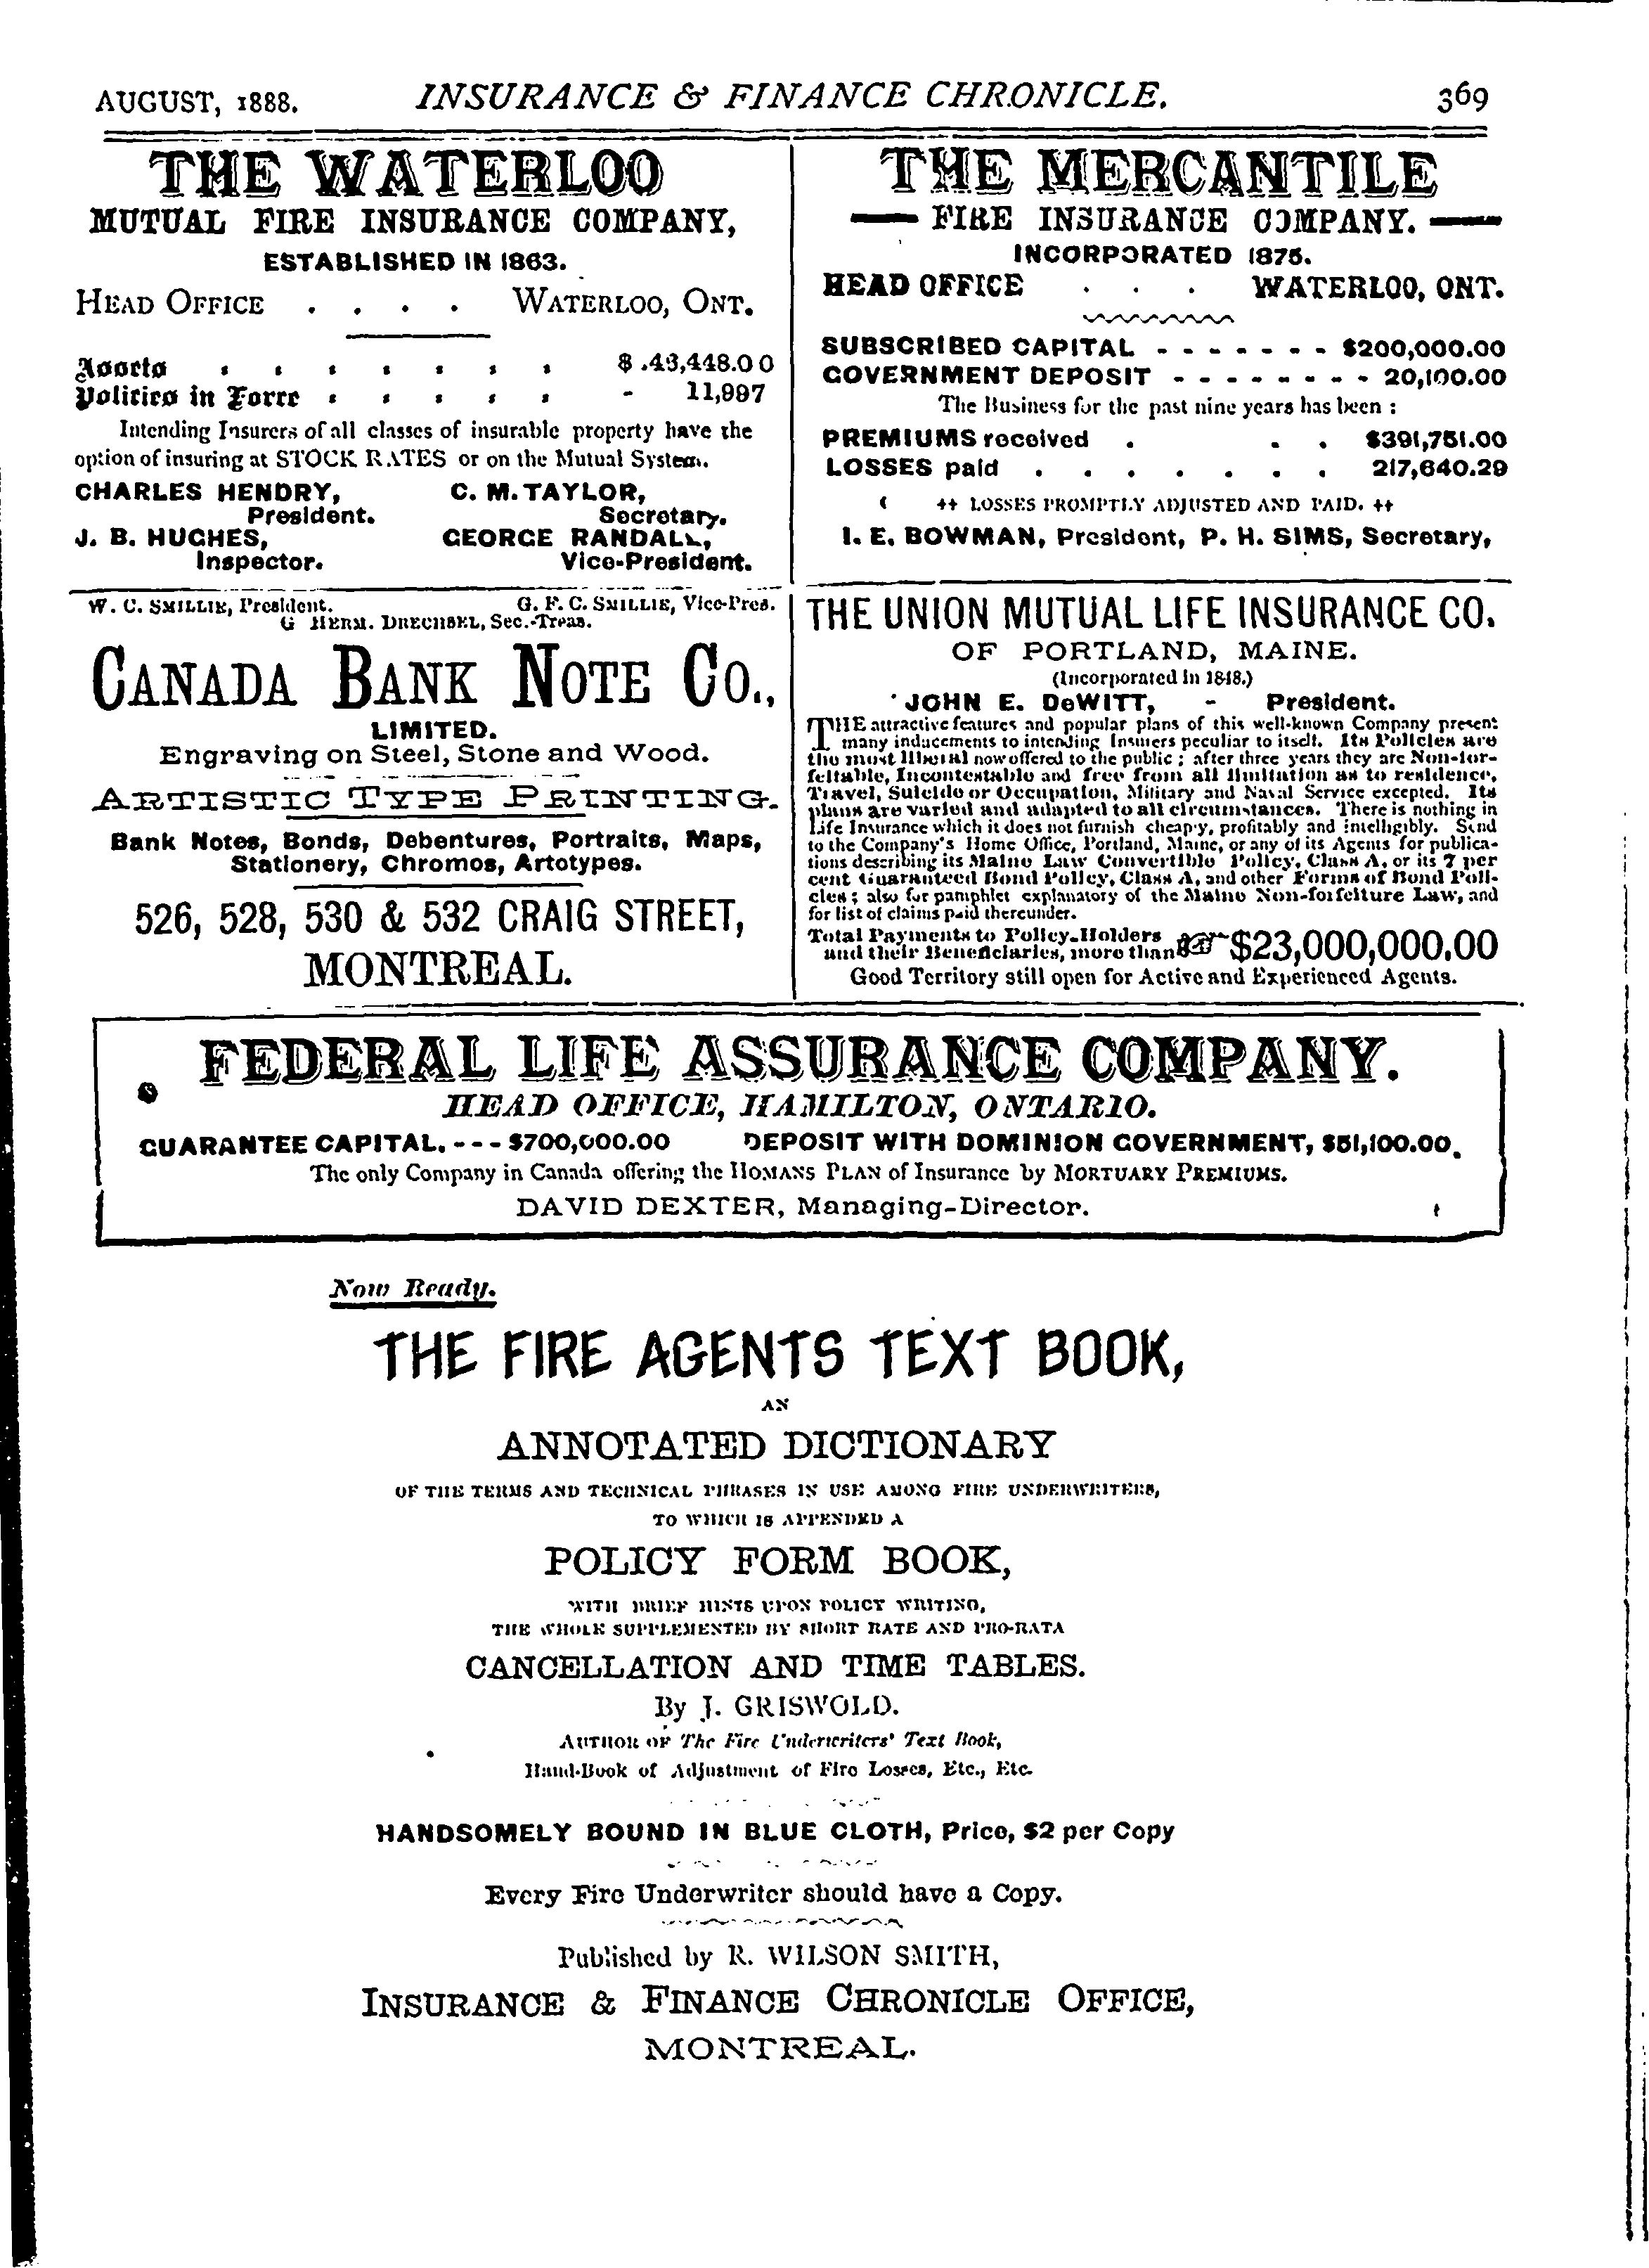 AUGUST, 1888. INSURANCE & FINANCE CHRONICLE. 369
THE WATERLOO
MUTUAL FIRE INSURANCE COMPANY,
ESTABLISHED IN 1863.
HEAD OFFICE . . . . WATERLOO, ONT.
Assets
Policies in Force - 11,997
Intending Insurers of all classes of insurable property have the
option of insuring at STOCK RATES or on the Mutual System.
CHARLES HENDRY, C. M. TAYLOR,
President. Secretary.
J. B. HUGHES, GEORGE RANDALL,
Inspector. Vice-President.
THE MERCANTILE
FIRE INSURANCE COMPANY.
INCORPORATED 1875.
HEAD OFFICE . . . WATERLOO, ONT.
SUBSCRIBED CAPITAL - - - - - - - $200,000.00
GOVERNMENT DEPOSIT - - - - - - - - 20,100.00
The Business for the past nine years has been :
PREMIUMS received . . . $391,751.00
LOSSES paid . . . . . . . 217,640.29
LOSSES PROMPTLY ADJUSTED AND PAID.
I. E. BOWMAN, President, P. H. SIMS, Secretary,
W. C. SMILLIE, President. G. F. C. SMILLIE, Vice-Pres.
G HERM. DRECHSEL, Sec.-Treas.
CANADA BANK NOTE CO.,
LIMITED.
Engraving on Steel, Stone and Wood.
ARTISTIC TYPE PRINTING.
Bank Notes, Bonds, Debentures, Portraits, Maps,
Stationery, Chromos, Artotypes.
526, 528, 530 & 532 CRAIG STREET,
MONTREAL.
THE UNION MUTUAL LIFE INSURANCE CO.
OF PORTLAND, MAINE.
(Incorporated in 1848.)
JOHN E. DeWITT, - President.
THE attractive features and popular plans of this well-known Company present
many inducements to intending Insurers peculiar to itself. Its Policies are
the most liberal now offered to the public ; after three years they are Non-for-
feitable, Incontestable and free from all limitation as to residence,
Travel, Suicide or Occupation, Military and Naval Service excepted. Its
plans are varied and adapted to all circumstances. There is nothing in
Life Insurance which it does not furnish cheap'y, profitably and intelligibly. Send
to the Company's Home Office, Portland, Maine, or any of its Agents for publica-
tions describing its Maine Law Convertible Policy, Class A, or its 7 per
cent Guaranteed Bond Policy, Class A, and other Forms of Bond Poli-
cies ; also for pamphlet explanatory of the Maine Non-forfeiture Law, and
for list of claims paid thereunder.
Total Payments to Policy-Holders
and their Beneficiaries, more than $23,000,000.00
Good Territory still open for Active and Experienced Agents.
FEDERAL LIFE ASSURANCE COMPANY.
HEAD OFFICE, HAMILTON, ONTARIO.
GUARANTEE CAPITAL. - - - $700,000.00 DEPOSIT WITH DOMINION GOVERNMENT, $51,100.00.
The only Company in Canada offering the HOMANS PLAN of Insurance by MORTUARY PREMIUMS.
DAVID DEXTER, Managing-Director.
Now Ready.
THE FIRE AGENTS TEXT BOOK,
AN
ANNOTATED DICTIONARY
OF THE TERMS AND TECHNICAL PHRASES IN USE AMONG FIRE UNDERWRITERS,
TO WHICH IS APPENDED A
POLICY FORM BOOK,
WITH BRIEF HINTS UPON POLICY WRITING,
THE WHOLE SUPPLEMENTED BY SHORT RATE AND PRO-RATA
CANCELLATION AND TIME TABLES.
By J. GRISWOLD.
AUTHOR OF The Fire Underwriters' Text Book,
Hand-Book of Adjustment of Fire Losses, Etc., Etc.
HANDSOMELY BOUND IN BLUE CLOTH, Price, $2 per Copy
Every Fire Underwriter should have a Copy.
Published by R. WILSON SMITH,
INSURANCE & FINANCE CHRONICLE OFFICE,
MONTREAL.